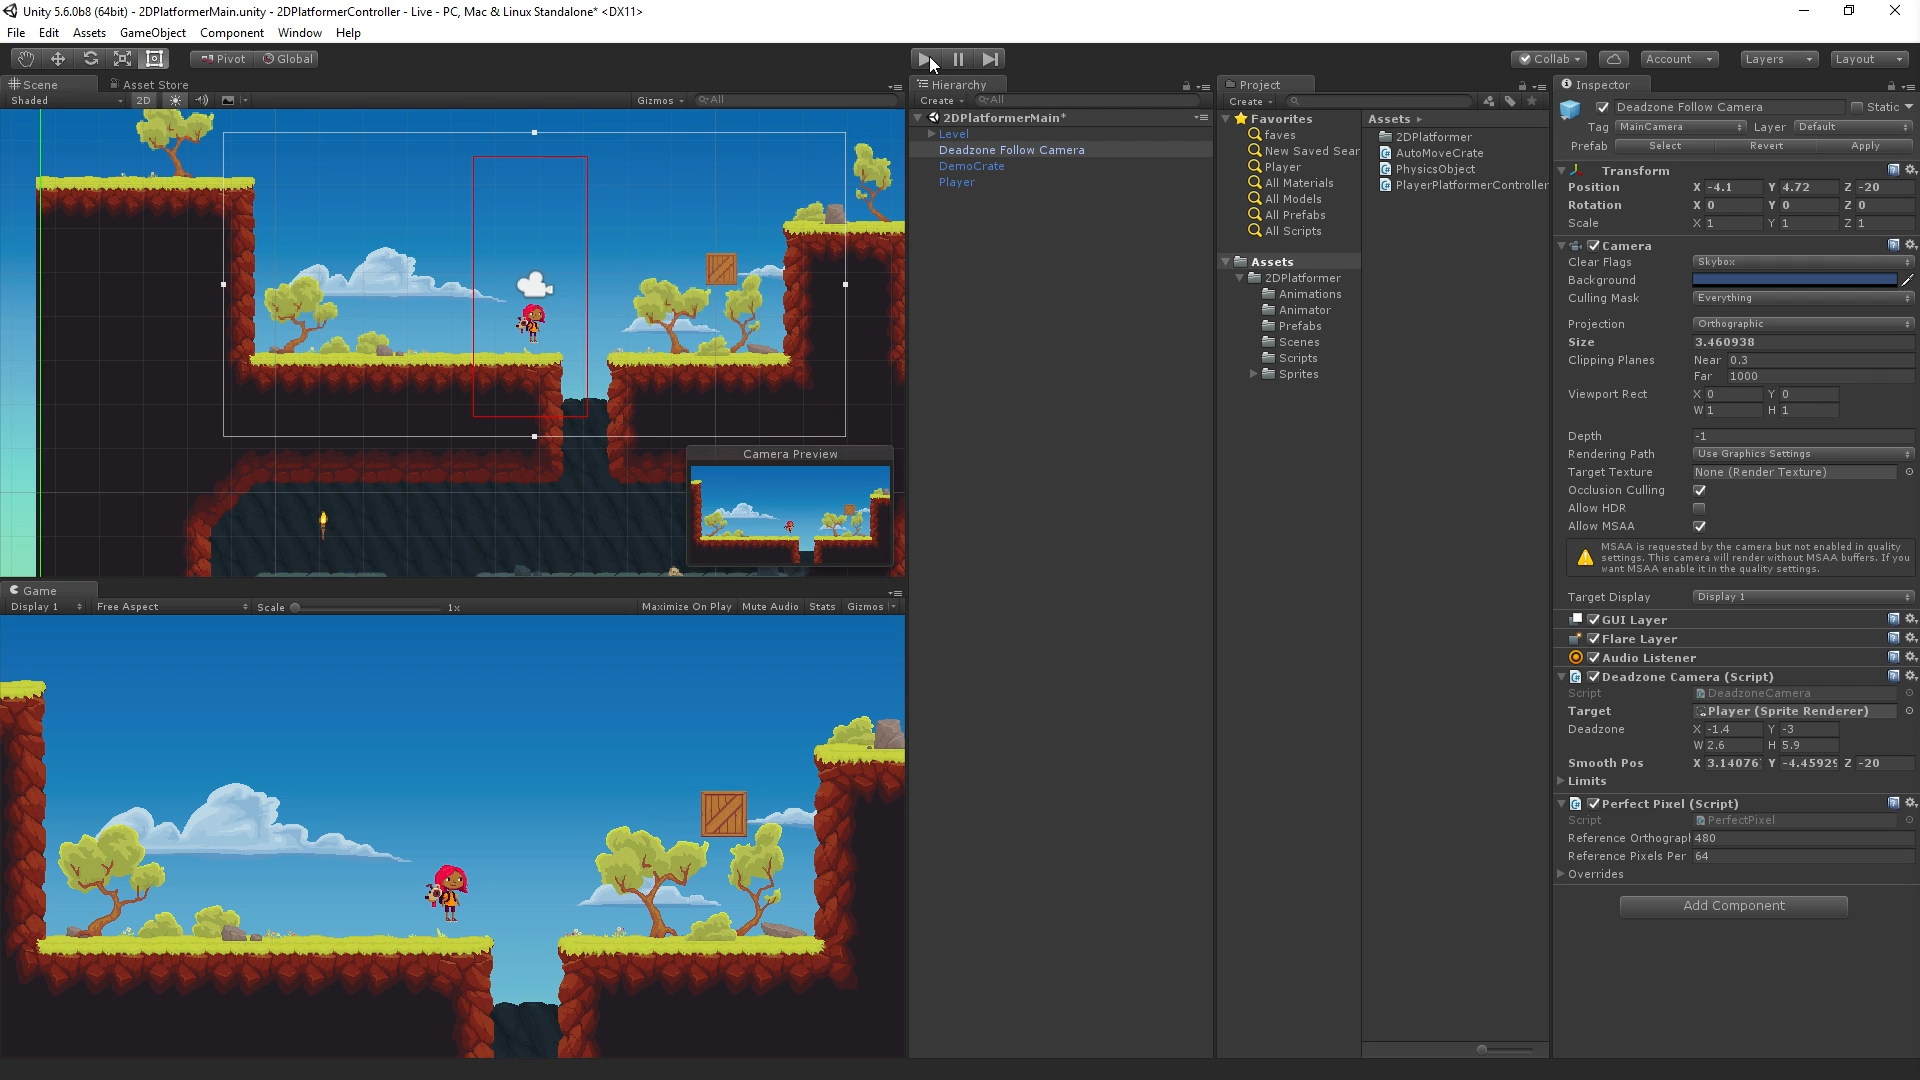 Unity 5.6.0b8 (64bit) - 2DPlatformerMain.unity - 2DPlatformerController - Live - PC, Mac & Linux Standalone* <DX11>
File Edit Assets GameObject Component Window Help
Pivot Global
Collab Account Layers Layout
Scene Asset Store
Shaded 2D Gizmos All
Hierarchy
Create All
2DPlatformerMain*
Level
Deadzone Follow Camera
DemoCrate
Player
Project
Create
Favorites
faves
New Saved Sear
Player
All Materials
All Models
All Prefabs
All Scripts
Assets
2DPlatformer
Animations
Animator
Prefabs
Scenes
Scripts
Sprites
Assets
2DPlatformer
AutoMoveCrate
PhysicsObject
PlayerPlatformerController
Inspector
Deadzone Follow Camera Static
Tag MainCamera Layer Default
Prefab Select Revert Apply
Transform
Position X -4.1 Y 4.72 Z -20
Rotation X 0 Y 0 Z 0
Scale X 1 Y 1 Z 1
Camera
Clear Flags Skybox
Background
Culling Mask Everything
Projection Orthographic
Size 3.460938
Clipping Planes Near 0.3
Far 1000
Viewport Rect X 0 Y 0
W 1 H 1
Depth -1
Rendering Path Use Graphics Settings
Target Texture None (Render Texture)
Occlusion Culling
Allow HDR
Allow MSAA
MSAA is requested by the camera but not enabled in quality
settings. This camera will render without MSAA buffers. If you
want MSAA enable it in the quality settings.
Target Display Display 1
GUI Layer
Flare Layer
Audio Listener
Deadzone Camera (Script)
Script DeadzoneCamera
Target Player (Sprite Renderer)
Deadzone X -1.4 Y -3
W 2.6 H 5.9
Smooth Pos X 3.14076 Y -4.45929 Z -20
Limits
Perfect Pixel (Script)
Script PerfectPixel
Reference Orthograph 480
Reference Pixels Per 64
Overrides
Add Component
Camera Preview
Game
Display 1 Free Aspect Scale 1x Maximize On Play Mute Audio Stats Gizmos